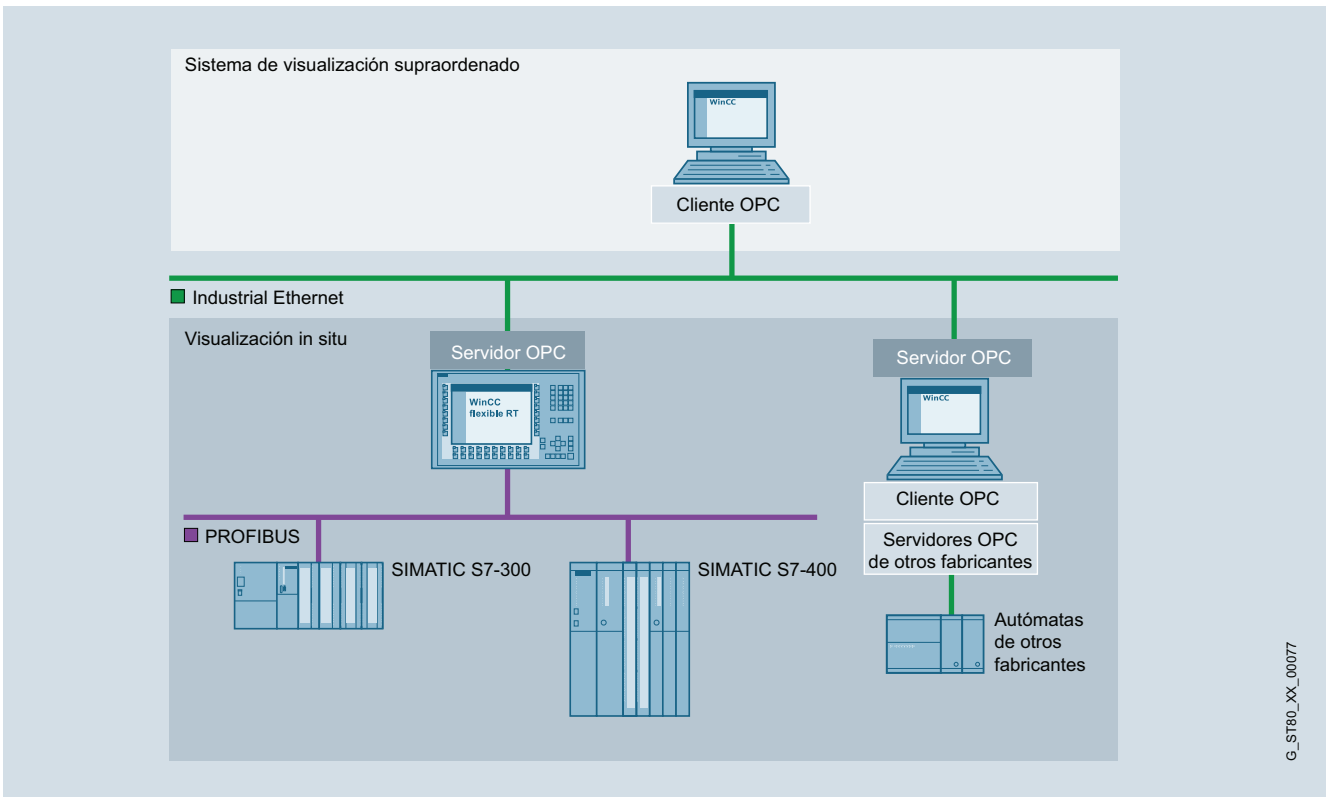 Sistema de visualización supraordenado
WinCC
Cliente OPC
Industrial Ethernet
Visualización in situ
Servidor OPC
WinCC
flexible RT
Servidor OPC
WinCC
Cliente OPC
Servidores OPC
de otros fabricantes
PROFIBUS
SIMATIC S7-300
SIMATIC S7-400
Autómatas
de otros
fabricantes
G_ST80_XX_00077